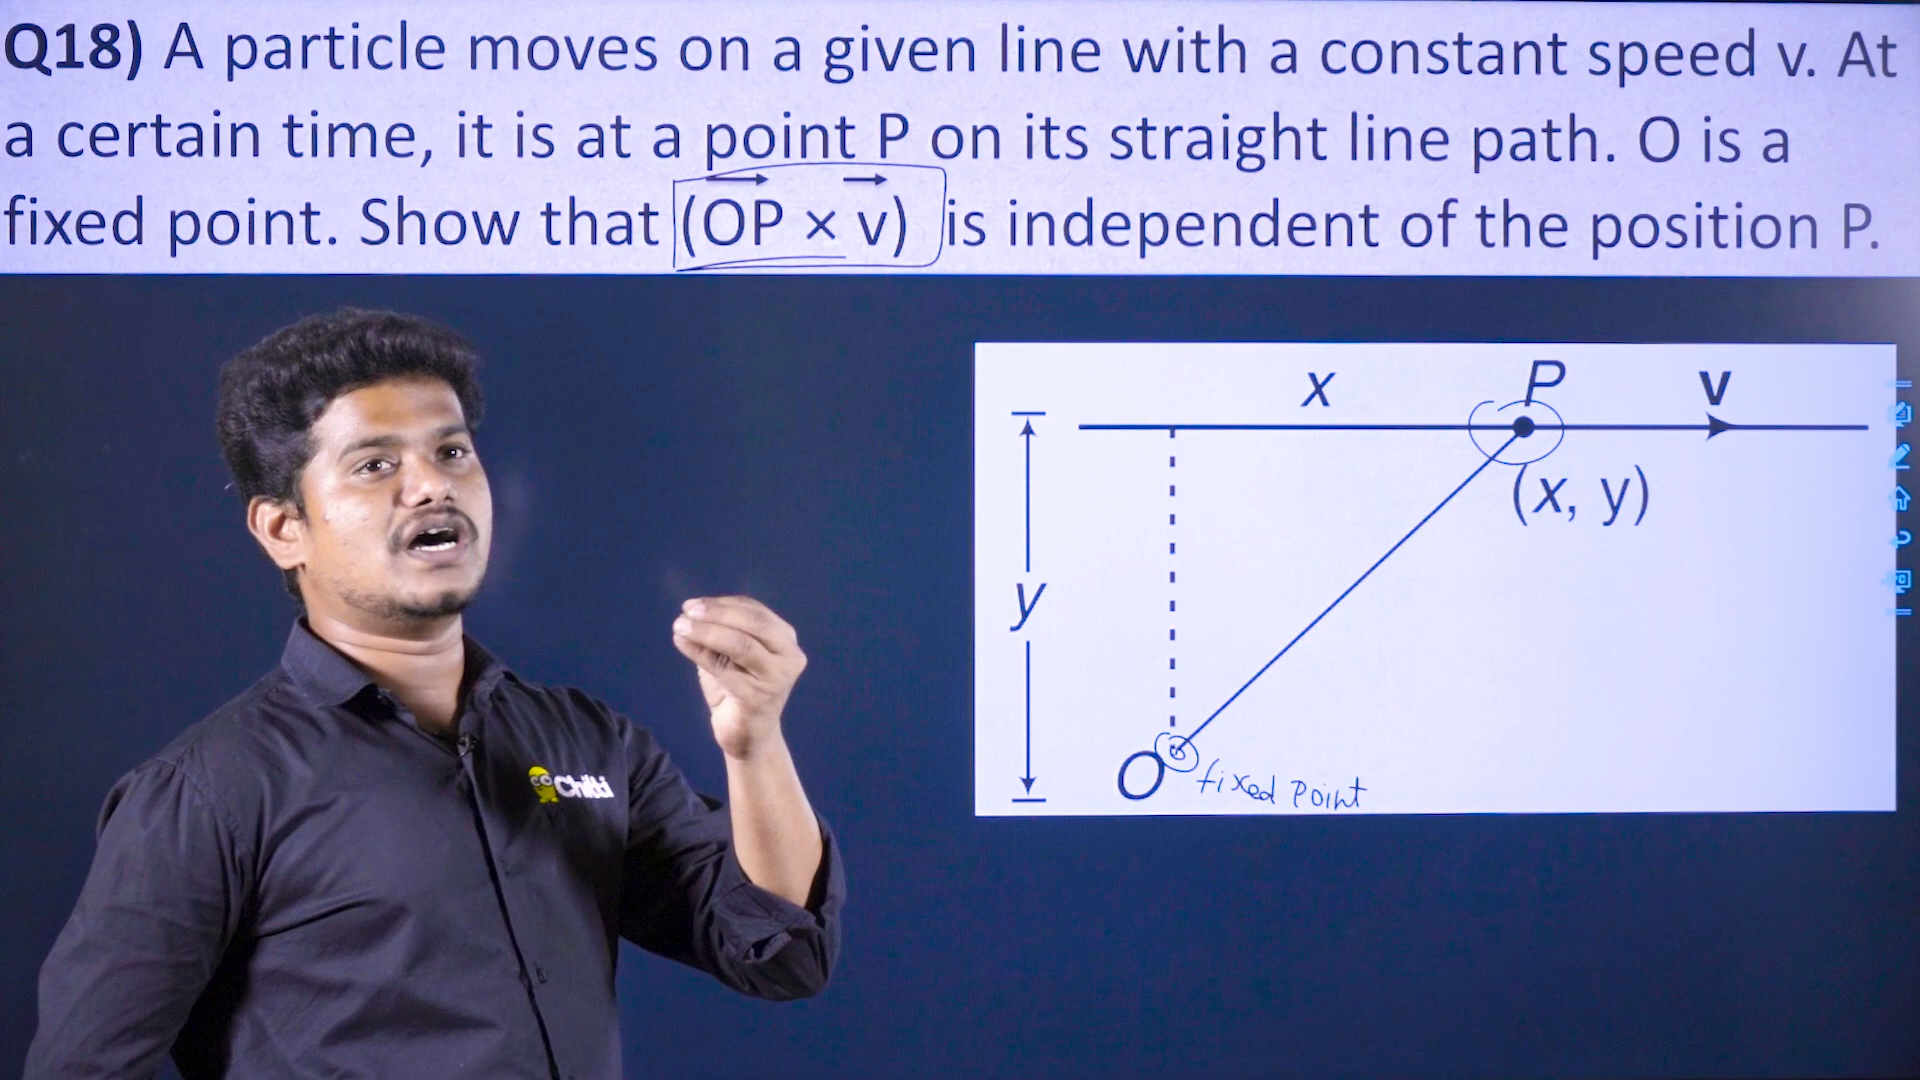 Q18) A particle moves on a given line with a constant speed v. At
a certain time, it is at a point P on its straight line path. O is a
fixed point. Show that (OP × v) is independent of the position P.
x
P
v
(x, y)
y
O
fixed Point
Chitti